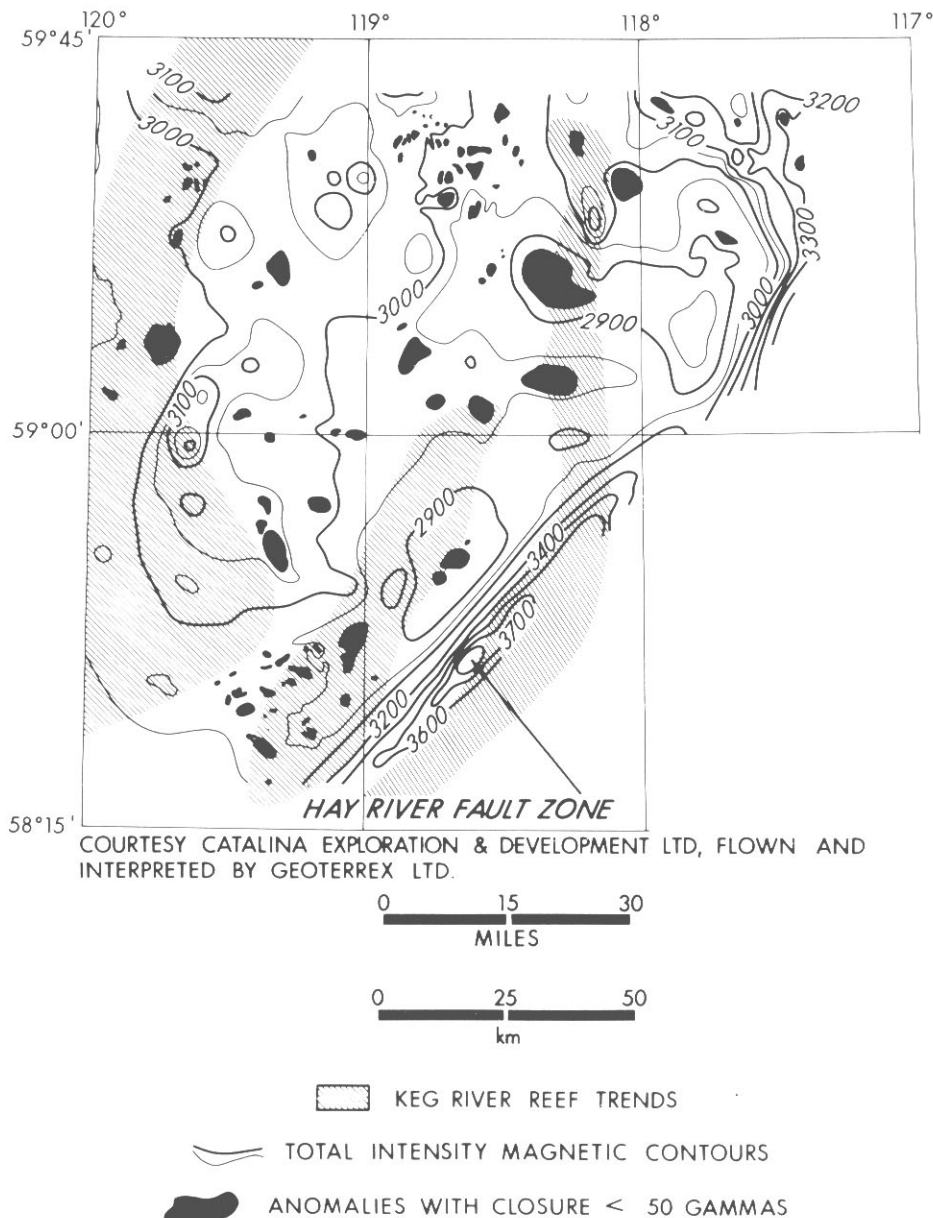 120° 119° 118° 117°
59°45'
3100
3000
3200
3100
3300
3000
3000
2900
3100
59°00'
2900
3400
3700
3200
3600
HAY RIVER FAULT ZONE
58°15'
COURTESY CATALINA EXPLORATION & DEVELOPMENT LTD, FLOWN AND
INTERPRETED BY GEOTERREX LTD.
0 15 30
MILES
0 25 50
km
KEG RIVER REEF TRENDS
TOTAL INTENSITY MAGNETIC CONTOURS
ANOMALIES WITH CLOSURE < 50 GAMMAS